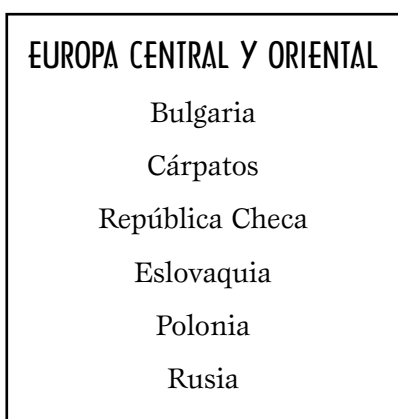 EUROPA CENTRAL Y ORIENTAL
Bulgaria
Cárpatos
República Checa
Eslovaquia
Polonia
Rusia